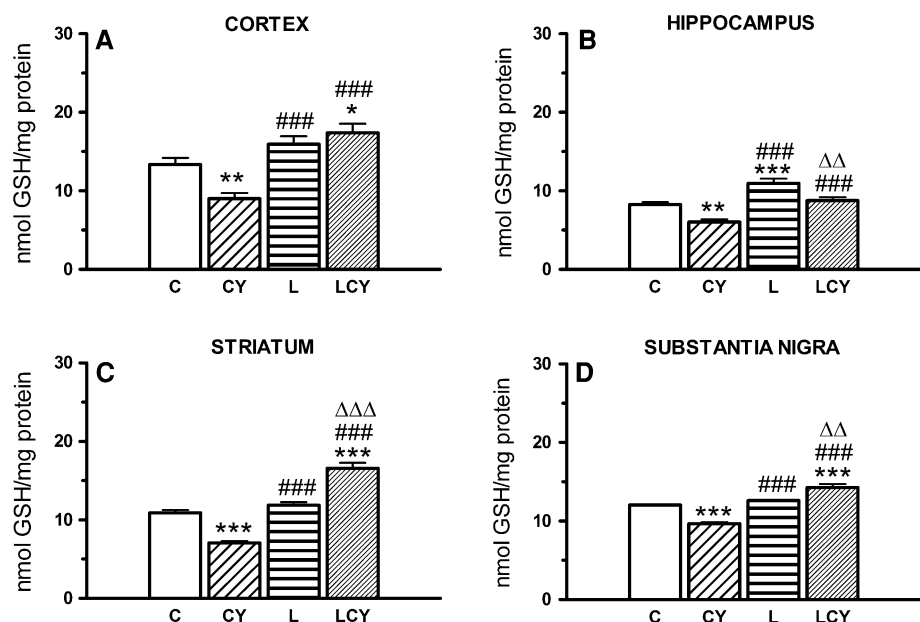 A
CORTEX
nmol GSH/mg protein
30
20
10
0
**
###
###
*
C CY L LCY
B
HIPPOCAMPUS
nmol GSH/mg protein
30
20
10
0
**
###
***
ΔΔ
###
C CY L LCY
C
STRIATUM
nmol GSH/mg protein
30
20
10
0
***
###
ΔΔΔ
###
***
C CY L LCY
D
SUBSTANTIA NIGRA
nmol GSH/mg protein
30
20
10
0
***
###
ΔΔ
###
***
C CY L LCY